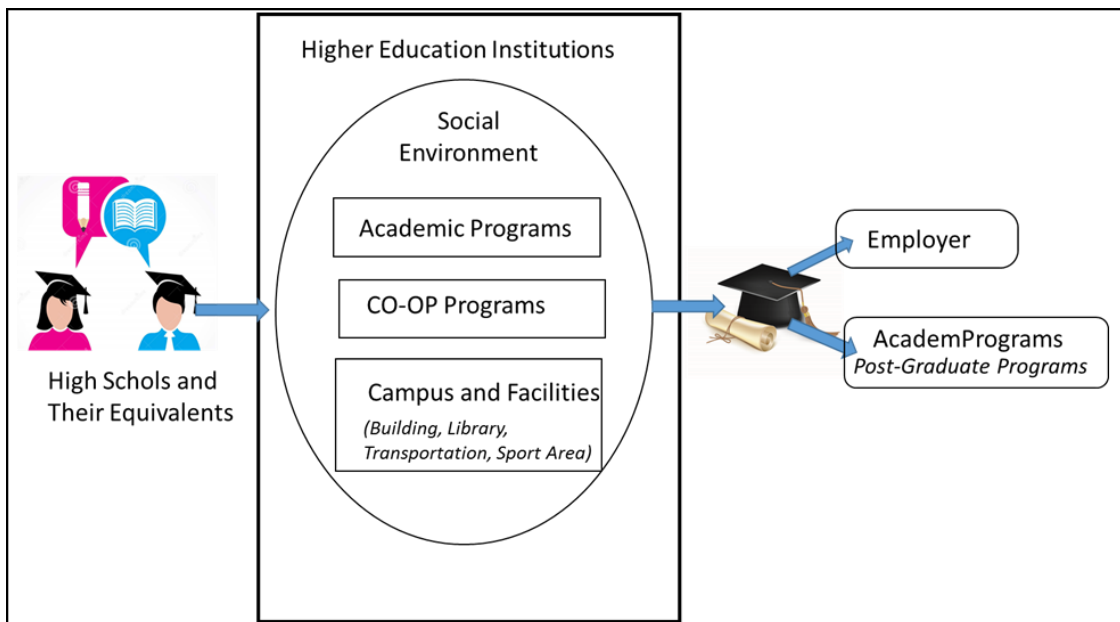 Higher Education Institutions
Social
Environment
Academic Programs
CO-OP Programs
Campus and Facilities
(Building, Library,
Transportation, Sport Area)
High Schols and
Their Equivalents
Employer
AcademPrograms
Post-Graduate Programs